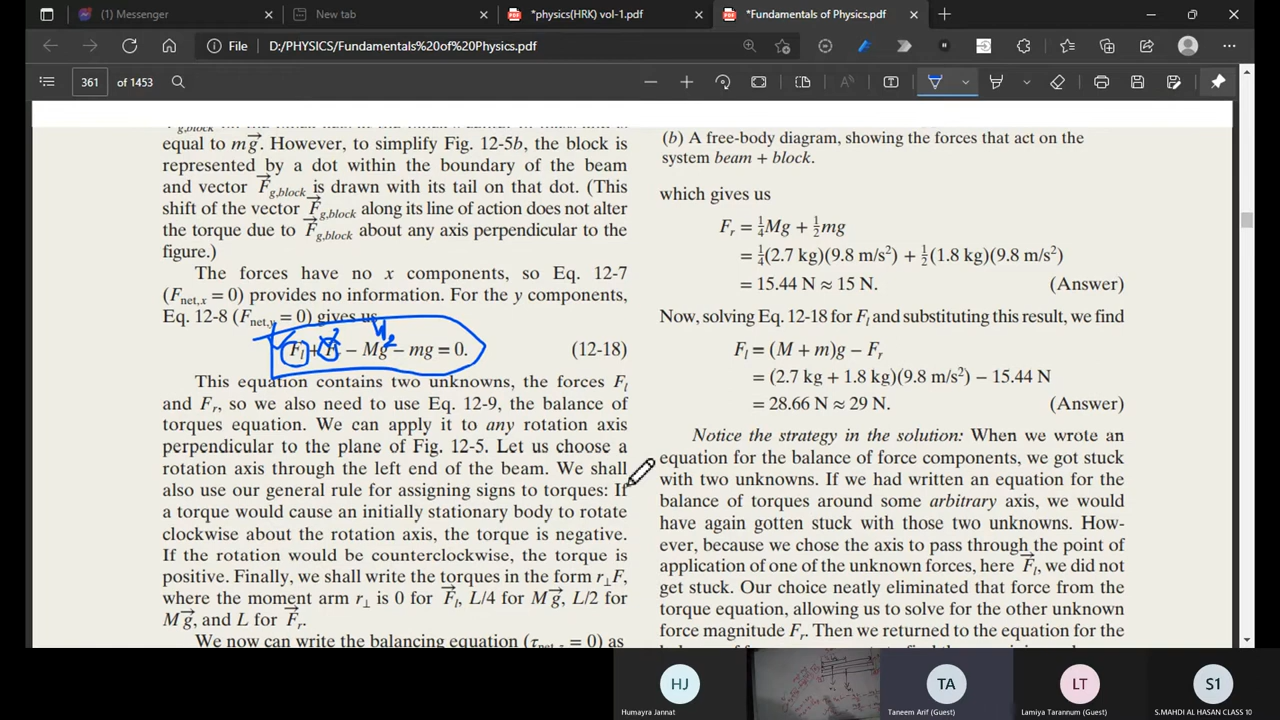 (1) Messenger
New tab
*physics(HRK) vol-1.pdf
*Fundamentals of Physics.pdf
File
D:/PHYSICS/Fundamentals%20of%20Physics.pdf
361
of 1453
equal to mg⃗. However, to simplify Fig. 12-5b, the block is
represented by a dot within the boundary of the beam
and vector F⃗g,block is drawn with its tail on that dot. (This
shift of the vector F⃗g,block along its line of action does not alter
the torque due to F⃗g,block about any axis perpendicular to the
figure.)
The forces have no x components, so Eq. 12-7
(Fnet,x = 0) provides no information. For the y components,
Eq. 12-8 (Fnet,y = 0) gives us
Fl + − Mg − mg = 0. (12-18)
This equation contains two unknowns, the forces Fl
and Fr, so we also need to use Eq. 12-9, the balance of
torques equation. We can apply it to any rotation axis
perpendicular to the plane of Fig. 12-5. Let us choose a
rotation axis through the left end of the beam. We shall
also use our general rule for assigning signs to torques: If
a torque would cause an initially stationary body to rotate
clockwise about the rotation axis, the torque is negative.
If the rotation would be counterclockwise, the torque is
positive. Finally, we shall write the torques in the form r⊥F,
where the moment arm r⊥ is 0 for F⃗l, L/4 for Mg⃗, L/2 for
Mg⃗, and L for F⃗r.
We now can write the balancing equation (τnet,z = 0) as
(b) A free-body diagram, showing the forces that act on the
system beam + block.
which gives us
Fr = ¼Mg + ½mg
= ¼(2.7 kg)(9.8 m/s²) + ½(1.8 kg)(9.8 m/s²)
= 15.44 N ≈ 15 N. (Answer)
Now, solving Eq. 12-18 for Fl and substituting this result, we find
Fl = (M + m)g − Fr
= (2.7 kg + 1.8 kg)(9.8 m/s²) − 15.44 N
= 28.66 N ≈ 29 N. (Answer)
Notice the strategy in the solution: When we wrote an
equation for the balance of force components, we got stuck
with two unknowns. If we had written an equation for the
balance of torques around some arbitrary axis, we would
have again gotten stuck with those two unknowns. How-
ever, because we chose the axis to pass through the point of
application of one of the unknown forces, here F⃗l, we did not
get stuck. Our choice neatly eliminated that force from the
torque equation, allowing us to solve for the other unknown
force magnitude Fr. Then we returned to the equation for the
HJ
Humayra Jannat
TA
Taneem Arif (Guest)
LT
Lamiya Tarannum (Guest)
S1
S.MAHDI AL HASAN CLASS 10